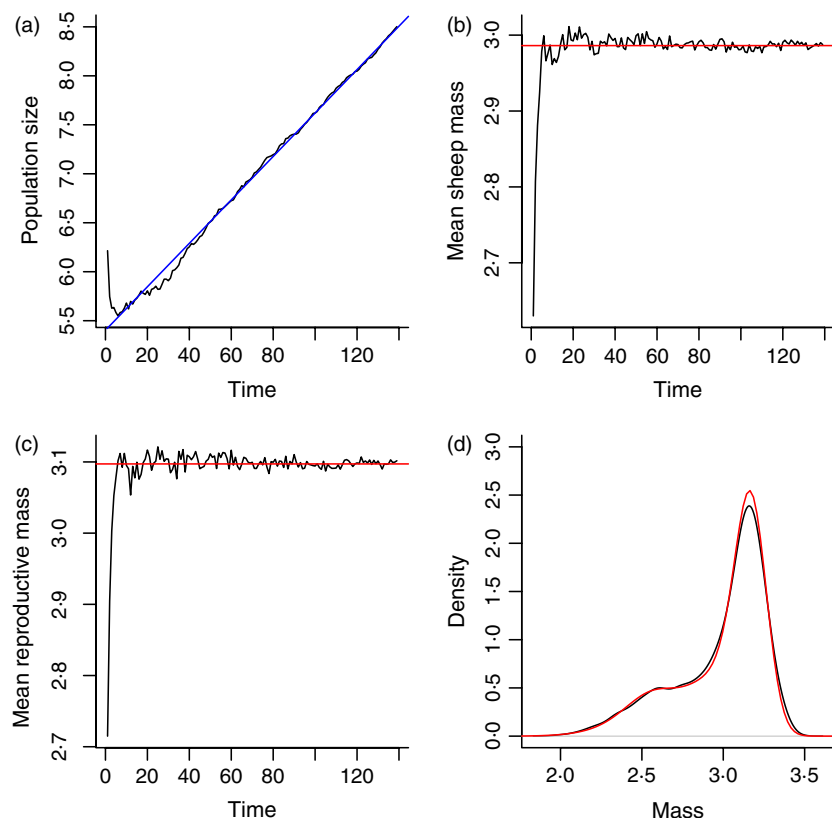 (a)
Population size
8·5
8·0
7·5
7·0
6·5
6·0
5·5
0 20 40 60 80 120
Time
(b)
Mean sheep mass
3·0
2·9
2·8
2·7
0 20 40 60 80 120
Time
(c)
Mean reproductive mass
3·1
3·0
2·9
2·8
2·7
0 20 40 60 80 120
Time
(d)
Density
3·0
2·5
2·0
1·5
1·0
0·5
0·0
2·0 2·5 3·0 3·5
Mass